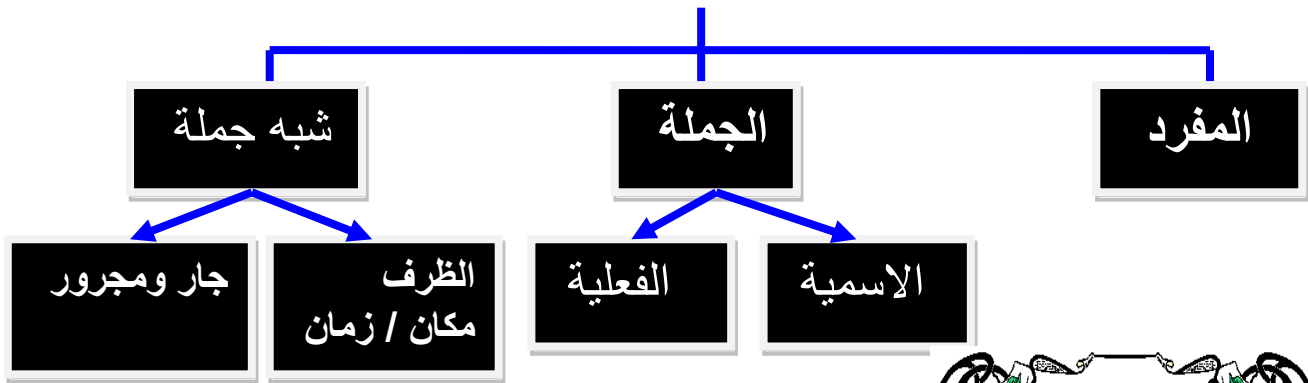 المفرد
الجملة
شبه جملة
الاسمية
الفعلية
الظرف
مكان / زمان
جار ومجرور